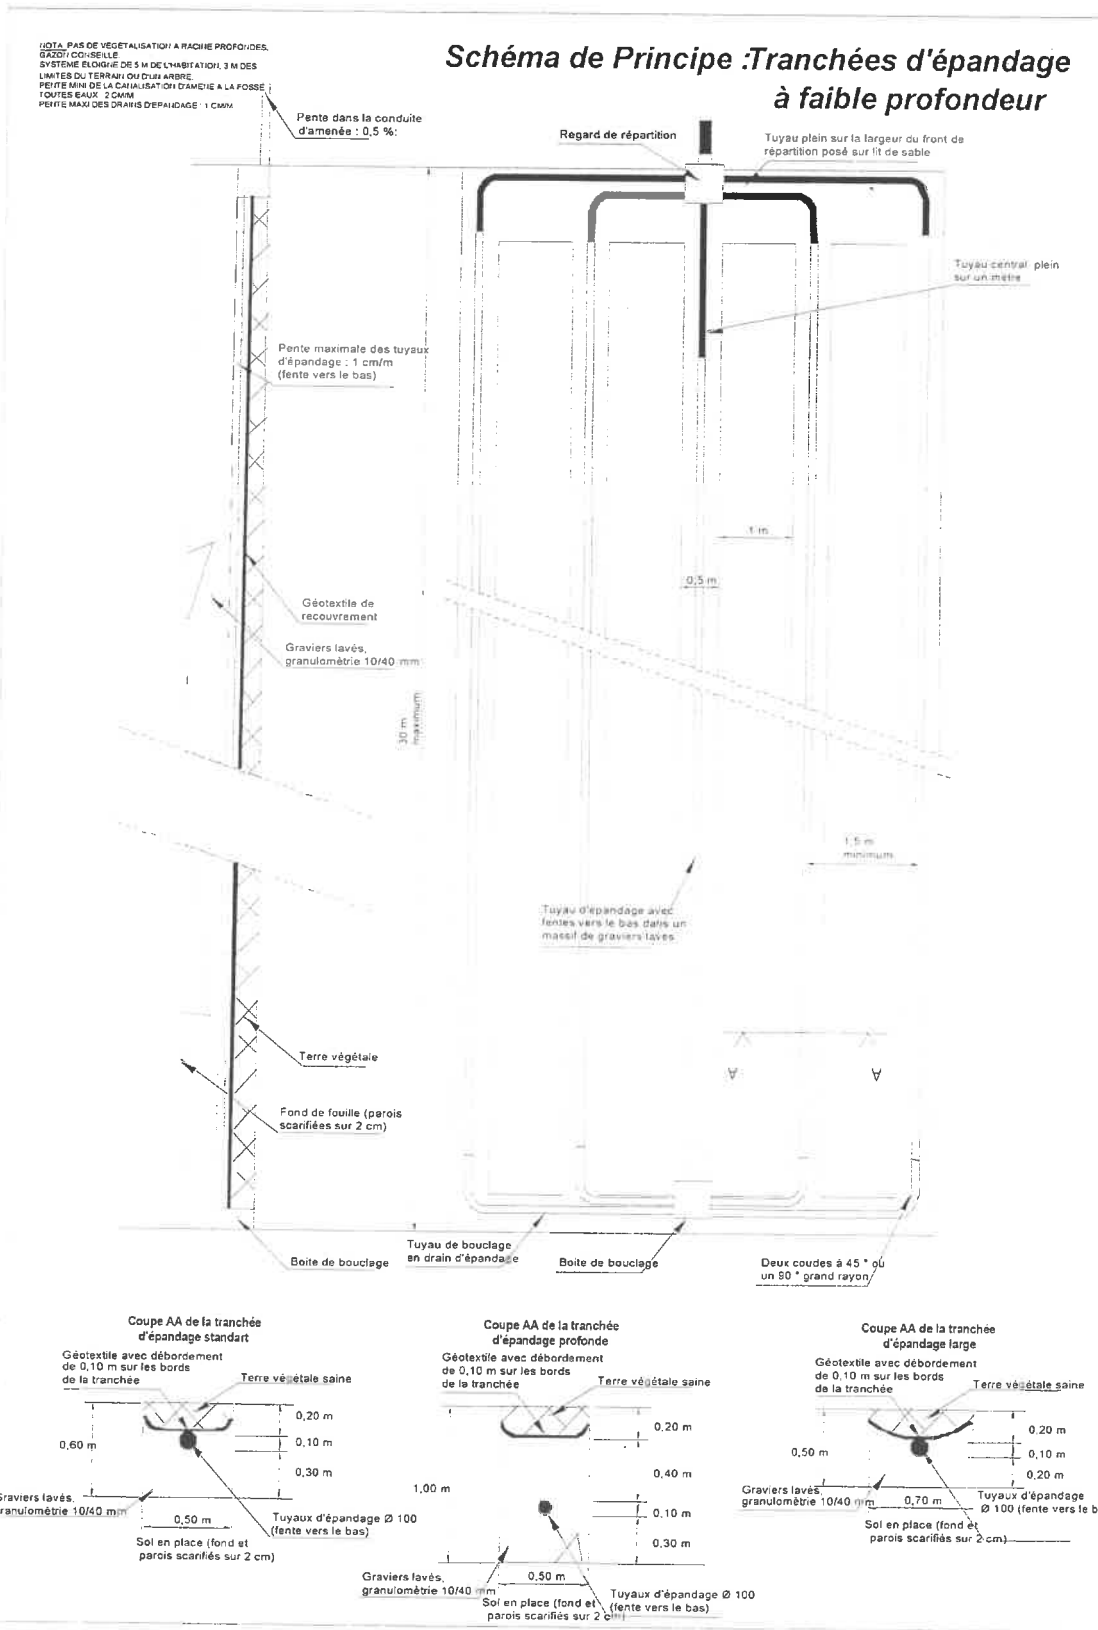 Schéma de Principe :Tranchées d'épandage
à faible profondeur
NOTA PAS DE VEGETALISATION A RACINE PROFONDES.
GAZON CONSEILLE
SYSTEME ELOIGNE DE 5 M DE L'HABITATION, 3 M DES
LIMITES DU TERRAIN OU D'UN ARBRE.
PENTE MINI DE LA CANALISATION D'AMENE A LA FOSSE
TOUTES EAUX : 2 CM/M
PENTE MAXI DES DRAINS D'EPANDAGE : 1 CM/M
Pente dans la conduite
d'amenée : 0,5 %:
Regard de répartition
Tuyau plein sur la largeur du front de
répartition posé sur lit de sable
Tuyau central plein
sur un mètre
Pente maximale des tuyaux
d'épandage : 1 cm/m
(fente vers le bas)
1 m
0,5 m
Géotextile de
recouvrement
Graviers lavés,
granulomètrie 10/40 mm
30 m
maximum
1,5 m
minimum
Tuyau d'épandage avec
fentes vers le bas dans un
massif de graviers lavés
Terre végétale
A
A
Fond de fouille (parois
scarifiées sur 2 cm)
Boite de bouclage
Tuyau de bouclage
en drain d'épandage
Boite de bouclage
Deux coudes à 45 ° ou
un 90 ° grand rayon
Coupe AA de la tranchée
d'épandage standart
Géotextile avec débordement
de 0,10 m sur les bords
de la tranchée
Terre végétale saine
0,60 m
0,20 m
0,10 m
0,30 m
Graviers lavés,
granulomètrie 10/40 mm
0,50 m
Tuyaux d'épandage Ø 100
(fente vers le bas)
Sol en place (fond et
parois scarifiés sur 2 cm)
Coupe AA de la tranchée
d'épandage profonde
Géotextile avec débordement
de 0,10 m sur les bords
de la tranchée
Terre végétale saine
1,00 m
0,20 m
0,40 m
0,10 m
0,30 m
Graviers lavés,
granulomètrie 10/40 mm
0,50 m
Tuyaux d'épandage Ø 100
(fente vers le bas)
Sol en place (fond et
parois scarifiés sur 2 cm)
Coupe AA de la tranchée
d'épandage large
Géotextile avec débordement
de 0,10 m sur les bords
de la tranchée
Terre végétale saine
0,50 m
0,20 m
0,10 m
0,20 m
Graviers lavés,
granulomètrie 10/40 mm
0,70 m
Tuyaux d'épandage
Ø 100 (fente vers le b
Sol en place (fond et
parois scarifiés sur 2 cm)